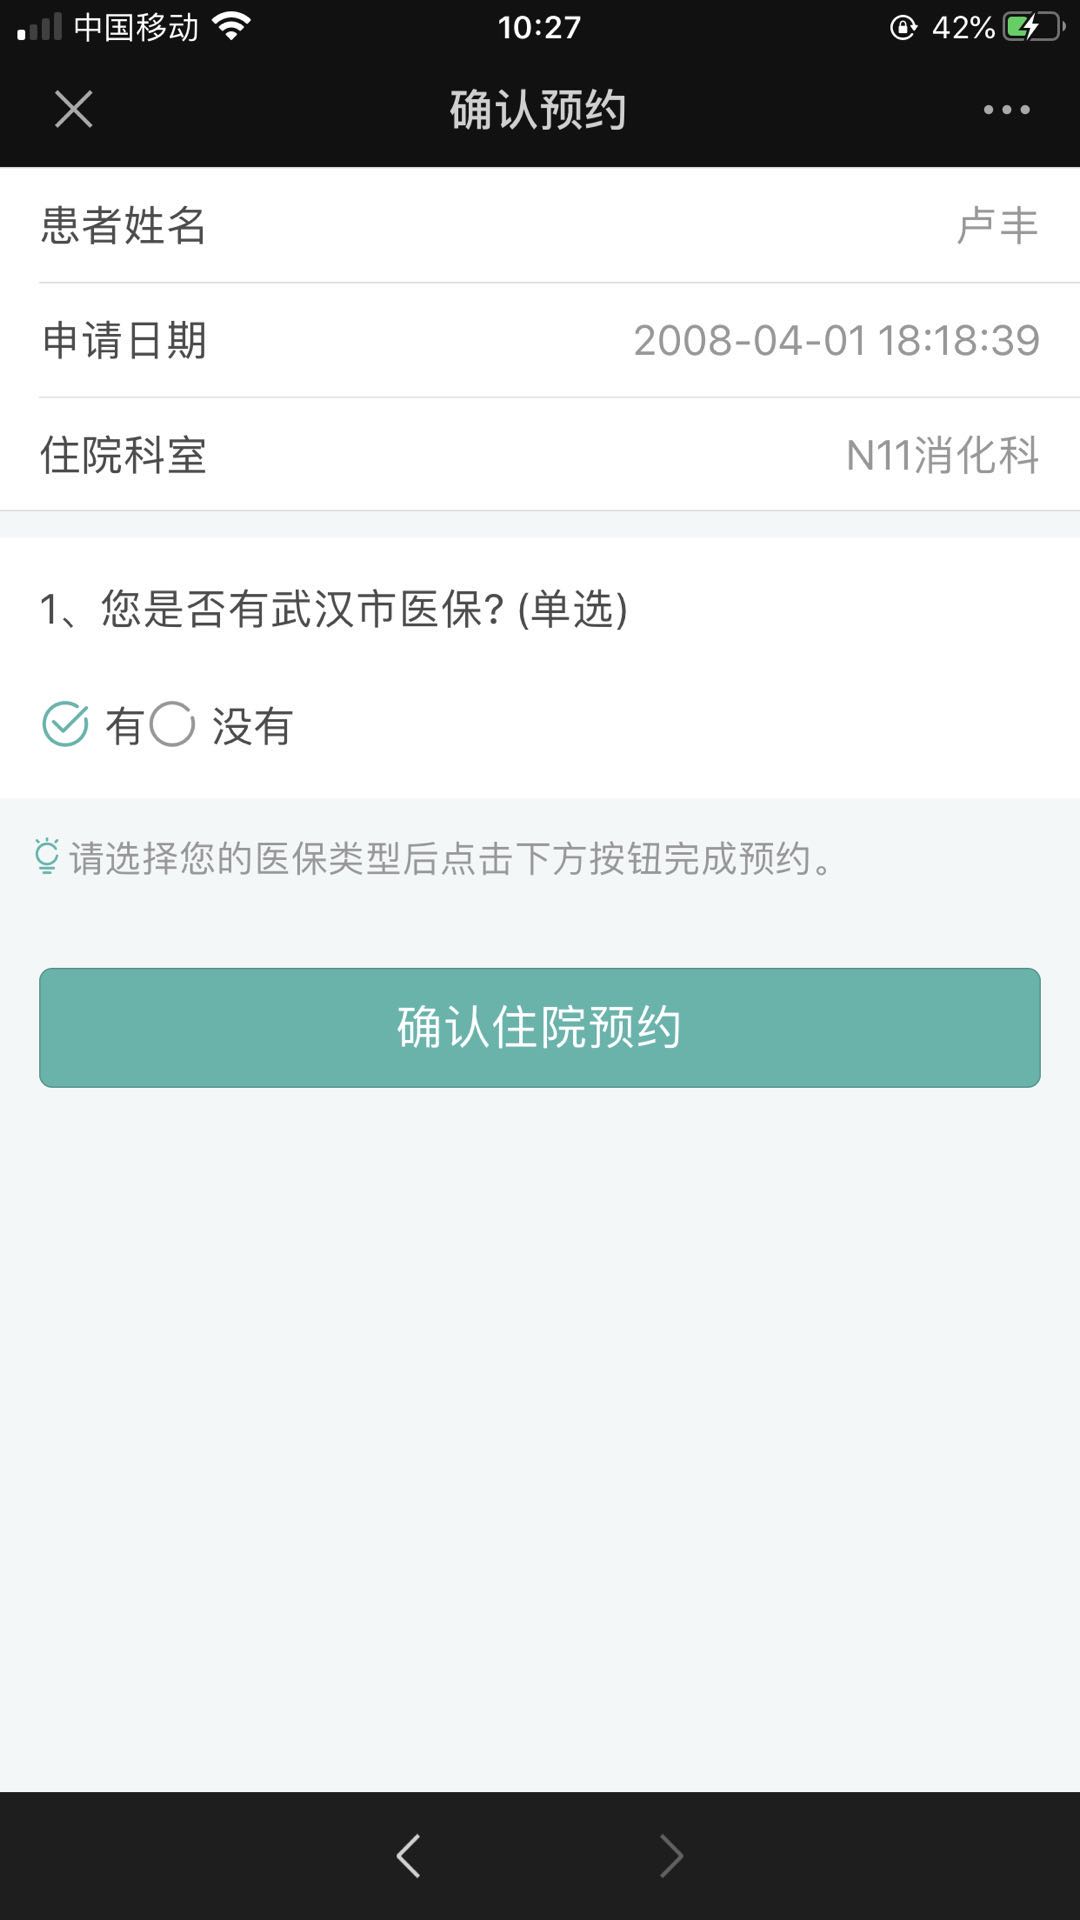 中国移动 10:27 42%
确认预约
患者姓名 卢丰
申请日期 2008-04-01 18:18:39
住院科室 N11消化科
1、您是否有武汉市医保? (单选)
有 没有
请选择您的医保类型后点击下方按钮完成预约。
确认住院预约